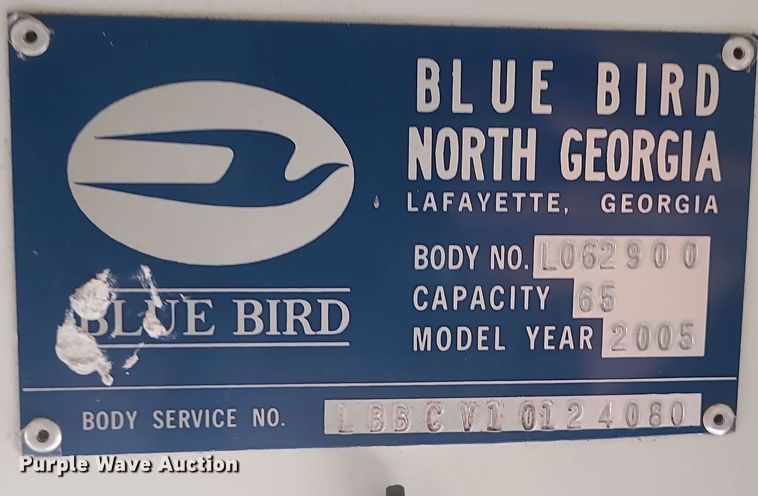 BLUE BIRD
NORTH GEORGIA
LAFAYETTE, GEORGIA
BODY NO. L062900
CAPACITY 65
MODEL YEAR 2005
BLUE BIRD
BODY SERVICE NO. LBBCV10124080
Purple Wave Auction